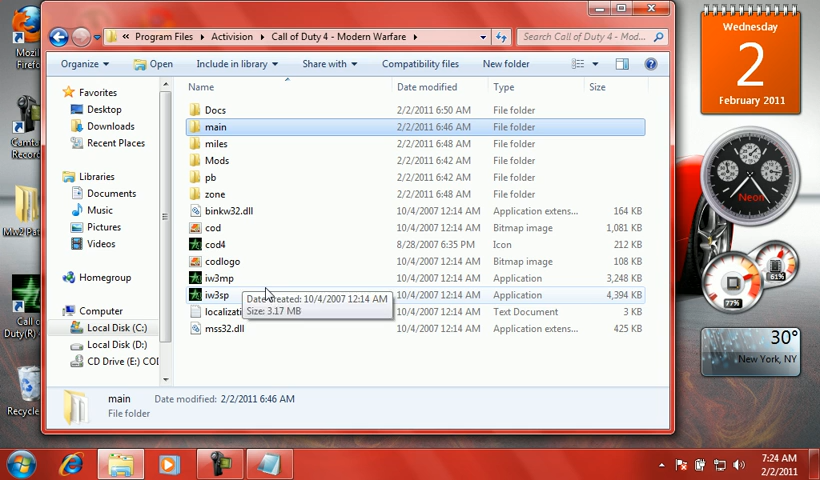 Program Files ▸ Activision ▸ Call of Duty 4 - Modern Warfare ▸
Search Call of Duty 4 - Mod...
Organize Open Include in library Share with Compatibility files New folder
Name Date modified Type Size
Favorites
Desktop
Downloads
Recent Places
Libraries
Documents
Music
Pictures
Videos
Homegroup
Computer
Local Disk (C:)
Local Disk (D:)
CD Drive (E:) COD
Docs 2/2/2011 6:50 AM File folder
main 2/2/2011 6:46 AM File folder
miles 2/2/2011 6:48 AM File folder
Mods 2/2/2011 6:42 AM File folder
pb 2/2/2011 6:42 AM File folder
zone 2/2/2011 6:48 AM File folder
binkw32.dll 10/4/2007 12:14 AM Application extens... 164 KB
cod 10/4/2007 12:14 AM Bitmap image 1,081 KB
cod4 8/28/2007 6:35 PM Icon 212 KB
codlogo 10/4/2007 12:14 AM Bitmap image 108 KB
iw3mp 10/4/2007 12:14 AM Application 3,248 KB
iw3sp 10/4/2007 12:14 AM Application 4,394 KB
localizati 10/4/2007 12:14 AM Text Document 3 KB
mss32.dll 10/4/2007 12:14 AM Application extens... 425 KB
Date created: 10/4/2007 12:14 AM
Size: 3.17 MB
main Date modified: 2/2/2011 6:46 AM
File folder
Mozil
Firef
Camta
Record
Mw2 Pat
Call of
Duty(R) 4
Recycle
Wednesday
2
February 2011
Neon
77%
61%
30°
New York, NY
7:24 AM
2/2/2011